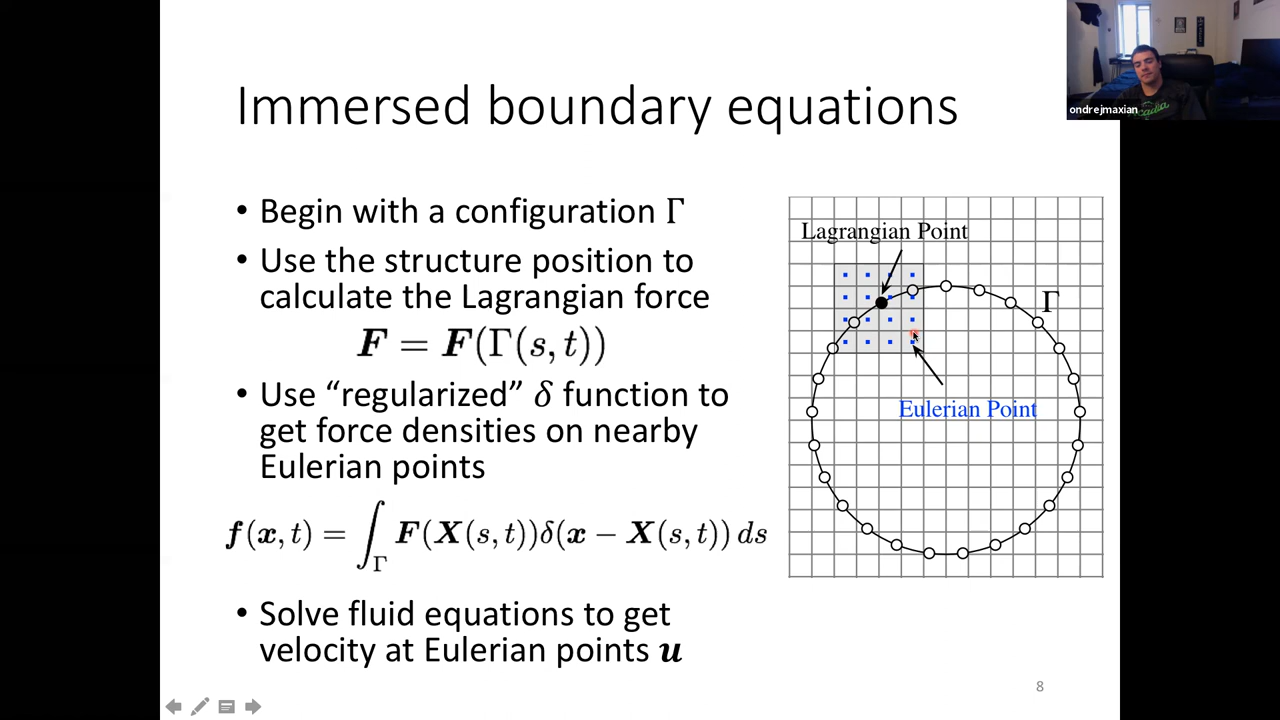 Immersed boundary equations
ondrejmaxian
• Begin with a configuration Γ
• Use the structure position to
calculate the Lagrangian force
F = F(Γ(s, t))
• Use “regularized” δ function to
get force densities on nearby
Eulerian points
f(x, t) = ∫_Γ F(X(s, t))δ(x − X(s, t)) ds
• Solve fluid equations to get
velocity at Eulerian points u
Lagrangian Point
Γ
Eulerian Point
8